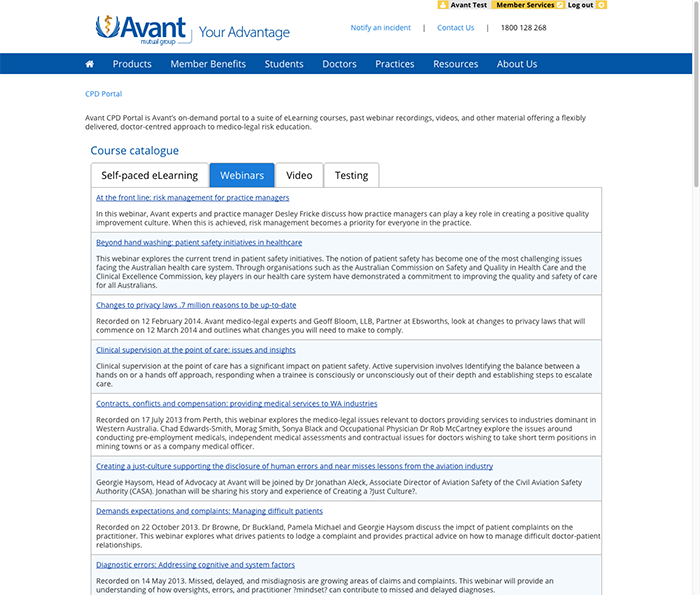 Avant Test Member Services Log out
Avant
mutual group
Your Advantage
Notify an incident | Contact Us | 1800 128 268
Products Member Benefits Students Doctors Practices Resources About Us
CPD Portal
Avant CPD Portal is Avant's on-demand portal to a suite of eLearning courses, past webinar recordings, videos, and other material offering a flexibly
delivered, doctor-centred approach to medico-legal risk education.
Course catalogue
Self-paced eLearning Webinars Video Testing
At the front line: risk management for practice managers
In this webinar, Avant experts and practice manager Desley Fricke discuss how practice managers can play a key role in creating a positive quality
improvement culture. When this is achieved, risk management becomes a priority for everyone in the practice.
Beyond hand washing: patient safety initiatives in healthcare
This webinar explores the current trend in patient safety initiatives. The notion of patient safety has become one of the most challenging issues
facing the Australian health care system. Through organisations such as the Australian Commission on Safety and Quality in Health Care and the
Clinical Excellence Commission, key players in our health care system have demonstrated a commitment to improving the quality and safety of care
for all Australians.
Changes to privacy laws .7 million reasons to be up-to-date
Recorded on 12 February 2014. Avant medico-legal experts and Geoff Bloom, LLB, Partner at Ebsworths, look at changes to privacy laws that will
commence on 12 March 2014 and outlines what changes you will need to make to comply.
Clinical supervision at the point of care: issues and insights
Clinical supervision at the point of care has a significant impact on patient safety. Active supervision involves Identifying the balance between a
hands on or a hands off approach, responding when a trainee is consciously or unconsciously out of their depth and establishing steps to escalate
care.
Contracts, conflicts and compensation: providing medical services to WA industries
Recorded on 17 July 2013 from Perth, this webinar explores the medico-legal issues relevant to doctors providing services to industries dominant in
Western Australia. Chad Edwards-Smith, Morag Smith, Sonya Black and Occupational Physician Dr Rob McCartney explore the issues around
conducting pre-employment medicals, independent medical assessments and contractual issues for doctors wishing to take short term positions in
mining towns or as a company medical officer.
Creating a just-culture supporting the disclosure of human errors and near misses lessons from the aviation industry
Georgie Haysom, Head of Advocacy at Avant will be joined by Dr Jonathan Aleck, Associate Director of Aviation Safety of the Civil Aviation Safety
Authority (CASA). Jonathan will be sharing his story and experience of Creating a ?Just Culture?.
Demands expectations and complaints: Managing difficult patients
Recorded on 22 October 2013. Dr Browne, Dr Buckland, Pamela Michael and Georgie Haysom discuss the impct of patient complaints on the
practitioner. This webinar explores what drives patients to lodge a complaint and provides practical advice on how to manage difficult doctor-patient
relationships.
Diagnostic errors: Addressing cognitive and system factors
Recorded on 14 May 2013. Missed, delayed, and misdiagnosis are growing areas of claims and complaints. This webinar will provide an
understanding of how oversights, errors, and practitioner ?mindset? can contribute to missed and delayed diagnoses.